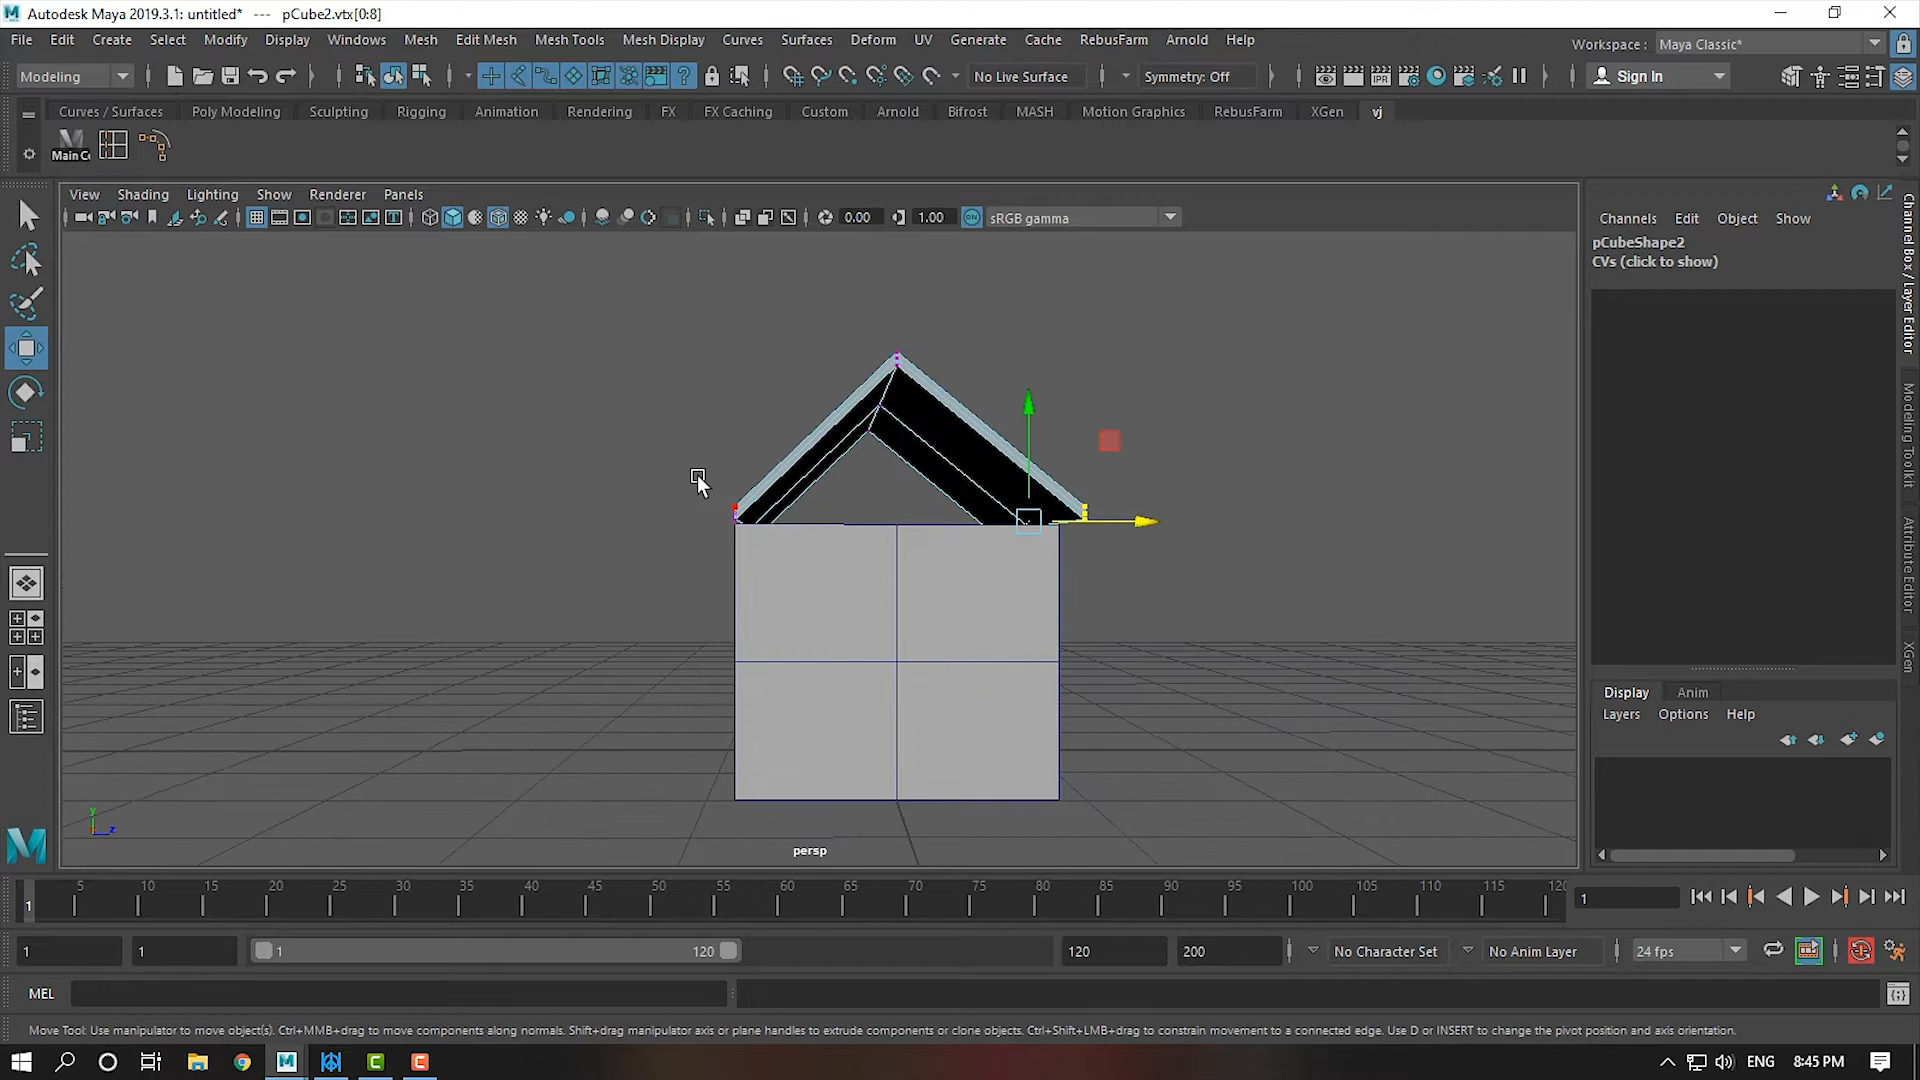 Autodesk Maya 2019.3.1: untitled* --- pCube2.vtx[0:8]
File Edit Create Select Modify Display Windows Mesh Edit Mesh Mesh Tools Mesh Display Curves Surfaces Deform UV Generate Cache RebusFarm Arnold Help Workspace : Maya Classic*
Modeling No Live Surface Symmetry: Off Sign In
Curves / Surfaces Poly Modeling Sculpting Rigging Animation Rendering FX FX Caching Custom Arnold Bifrost MASH Motion Graphics RebusFarm XGen vj
Main Cc
View Shading Lighting Show Renderer Panels
0.00 1.00 ON sRGB gamma
Channels Edit Object Show
pCubeShape2
CVs (click to show)
Channel Box / Layer Editor
Modeling Toolkit
Attribute Editor
XGen
Display Anim
Layers Options Help
y
z
persp
5 10 15 20 25 30 35 40 45 50 55 60 65 70 75 80 85 90 95 100 105 110 115 120
1 1
1 1 1 120 120 200 No Character Set No Anim Layer 24 fps
MEL
Move Tool: Use manipulator to move object(s). Ctrl+MMB+drag to move components along normals. Shift+drag manipulator axis or plane handles to extrude components or clone objects. Ctrl+Shift+LMB+drag to constrain movement to a connected edge. Use D or INSERT to change the pivot position and axis orientation.
ENG 8:45 PM